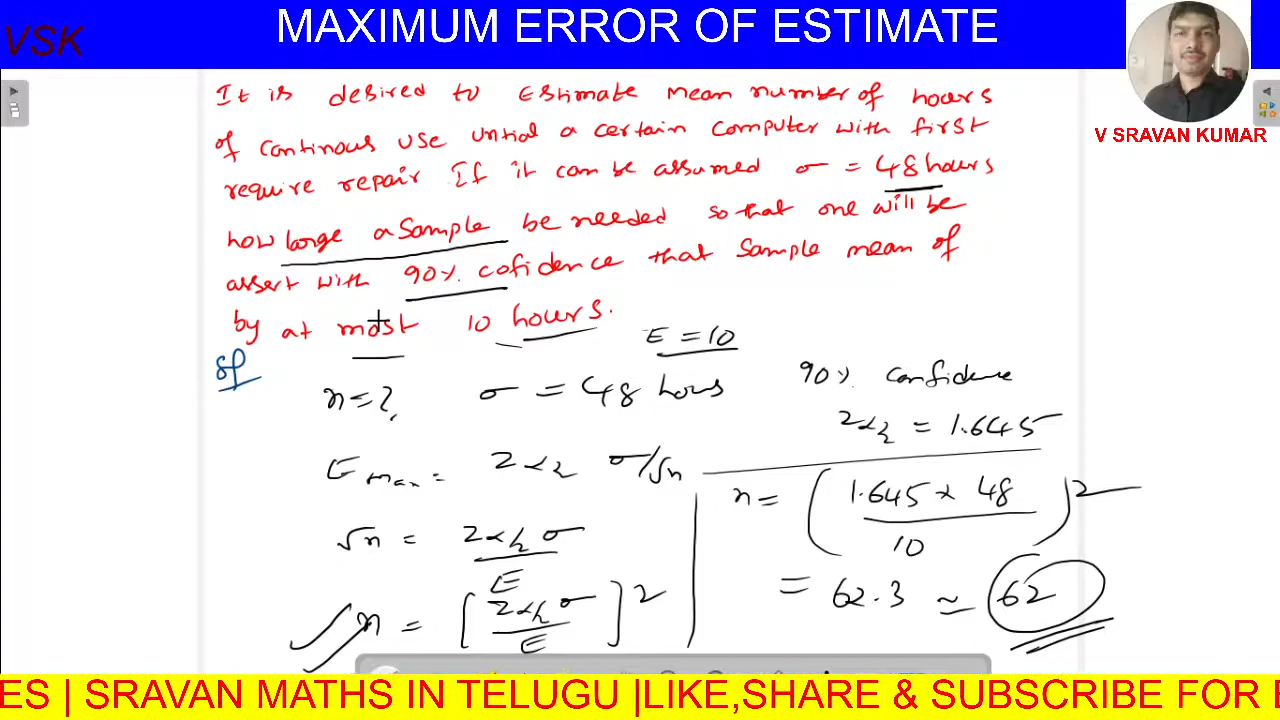 VSK
MAXIMUM ERROR OF ESTIMATE
V SRAVAN KUMAR
It is desired to Estimate mean number of hours
of continous use untial a certain computer with first
require repair If it can be assumed σ = 48 hours
how large a sample be needed so that one will be
assert with 90% cofidence that sample mean of
by at most 10 hours.
E = 10
Sol
n = ?, σ = 48 hours
90% confidence
Zα/2 = 1.645
E max = Zα/2 σ/√n
√n = Zα/2 σ / E
n = [Zα/2 σ / E]2
n = (1.645 x 48 / 10)2
= 62.3 ≃ 62
ES | SRAVAN MATHS IN TELUGU |LIKE,SHARE & SUBSCRIBE FOR